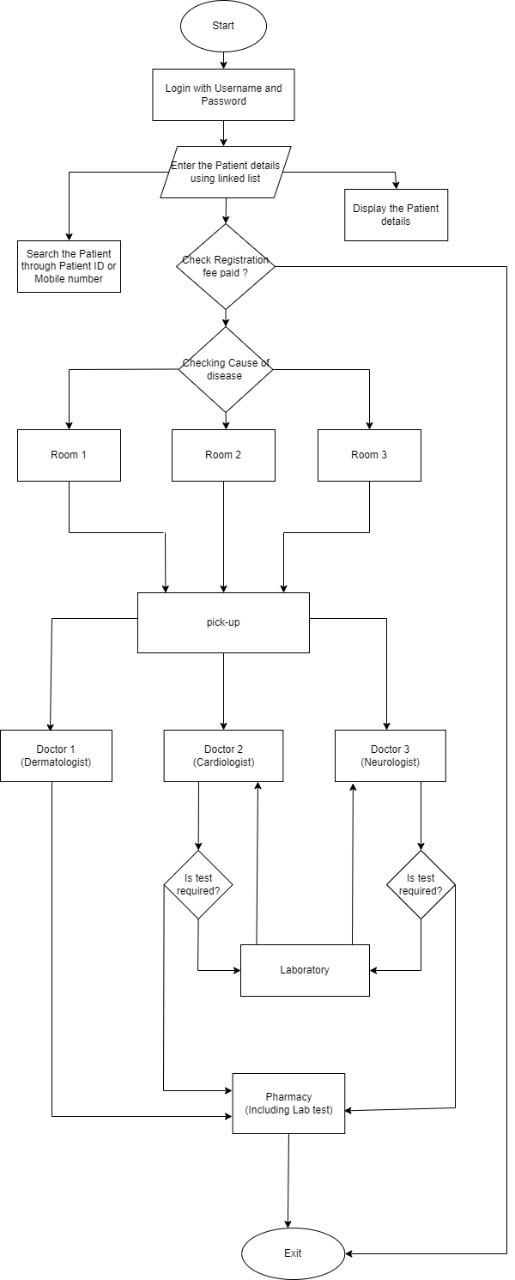 Start
Login with Username and
Password
Enter the Patient details
using linked list
Display the Patient
details
Search the Patient
through Patient ID or
Mobile number
Check Registration
fee paid ?
Checking Cause of
disease
Room 1
Room 2
Room 3
pick-up
Doctor 1
(Dermatologist)
Doctor 2
(Cardiologist)
Doctor 3
(Neurologist)
Is test
required?
Is test
required?
Laboratory
Pharmacy
(Including Lab test)
Exit